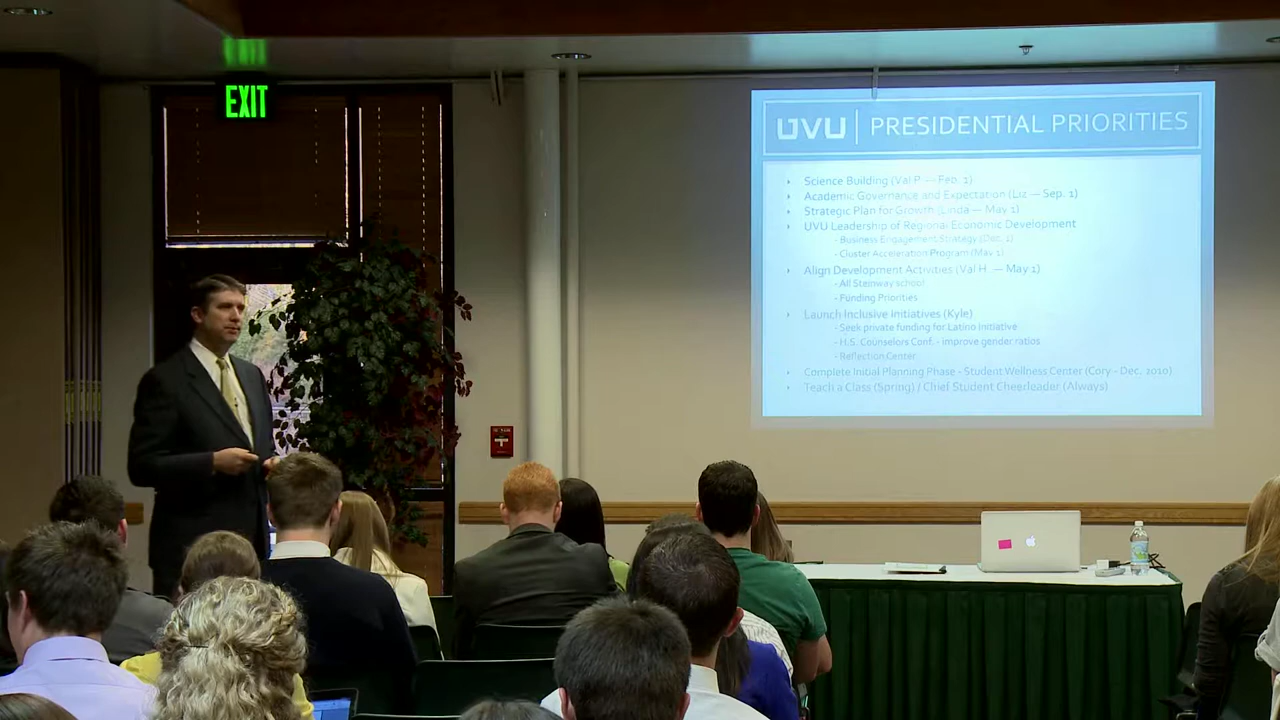 EXIT
UVU | PRESIDENTIAL PRIORITIES
Science Building (Val P. — Feb. 1)
Academic Governance and Expectation (Liz — Sep. 1)
Strategic Plan for Growth (Linda — May 1)
UVU Leadership of Regional Economic Development
- Business Engagement Strategy (Dec. 1)
- Cluster Acceleration Program (May 1)
Align Development Activities (Val H. — May 1)
- All Steinway school
- Funding Priorities
Launch Inclusive Initiatives (Kyle)
- Seek private funding for Latino Initiative
- H.S. Counselors Conf. - improve gender ratios
- Reflection Center
Complete Initial Planning Phase - Student Wellness Center (Cory - Dec. 2010)
Teach a Class (Spring) / Chief Student Cheerleader (Always)